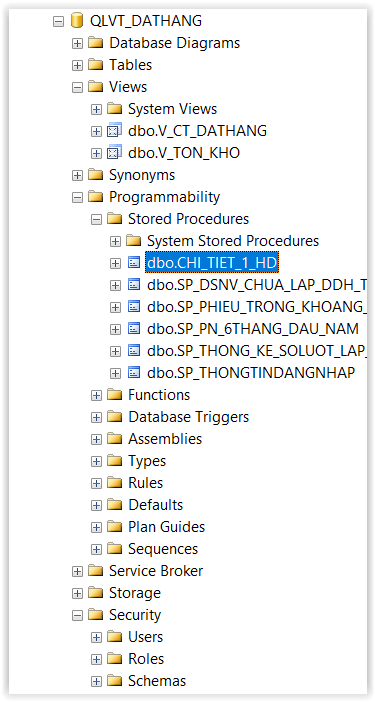 QLVT_DATHANG
Database Diagrams
Tables
Views
System Views
dbo.V_CT_DATHANG
dbo.V_TON_KHO
Synonyms
Programmability
Stored Procedures
System Stored Procedures
dbo.CHI_TIET_1_HD
dbo.SP_DSNV_CHUA_LAP_DDH_T
dbo.SP_PHIEU_TRONG_KHOANG_
dbo.SP_PN_6THANG_DAU_NAM
dbo.SP_THONG_KE_SOLUOT_LAP_
dbo.SP_THONGTINDANGNHAP
Functions
Database Triggers
Assemblies
Types
Rules
Defaults
Plan Guides
Sequences
Service Broker
Storage
Security
Users
Roles
Schemas